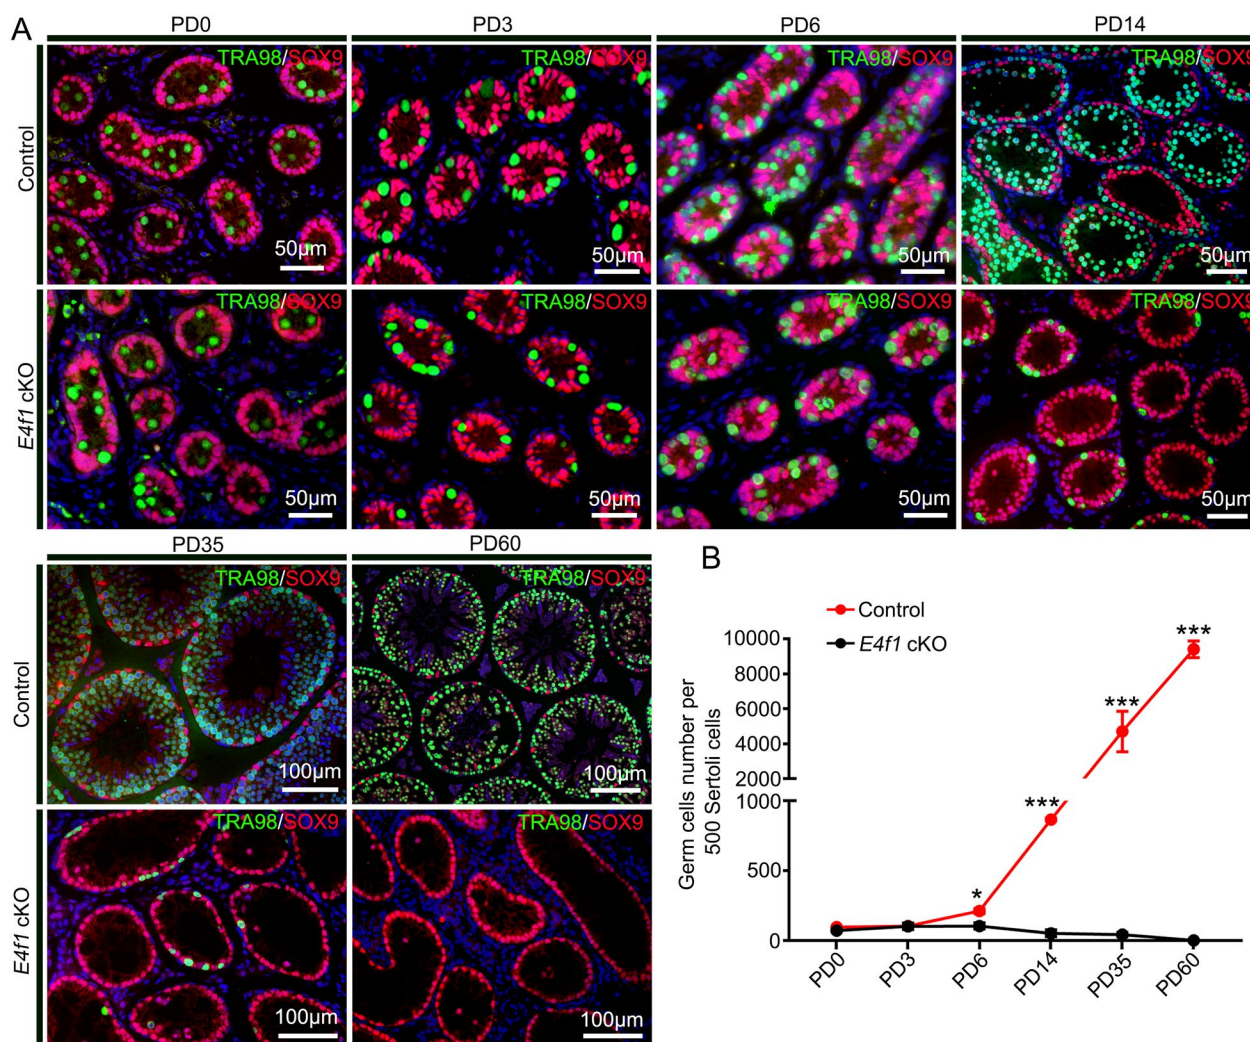 A
PD0
PD3
PD6
PD14
Control
TRA98/SOX9
TRA98/SOX9
TRA98/SOX9
TRA98/SOX9
50μm
50μm
50μm
50μm
E4f1 cKO
TRA98/SOX9
TRA98/SOX9
TRA98/SOX9
TRA98/SOX9
50μm
50μm
50μm
50μm
PD35
PD60
Control
TRA98/SOX9
TRA98/SOX9
100μm
100μm
E4f1 cKO
TRA98/SOX9
TRA98/SOX9
100μm
100μm
B
Control
E4f1 cKO
Germ cells number per
500 Sertoli cells
10000
8000
6000
4000
2000
1000
500
0
*
***
***
***
PD0
PD3
PD6
PD14
PD35
PD60